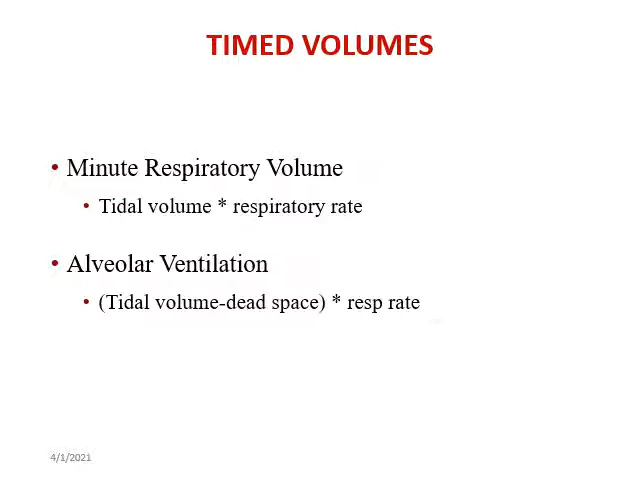 TIMED VOLUMES
• Minute Respiratory Volume
• Tidal volume * respiratory rate
• Alveolar Ventilation
• (Tidal volume-dead space) * resp rate
4/1/2021